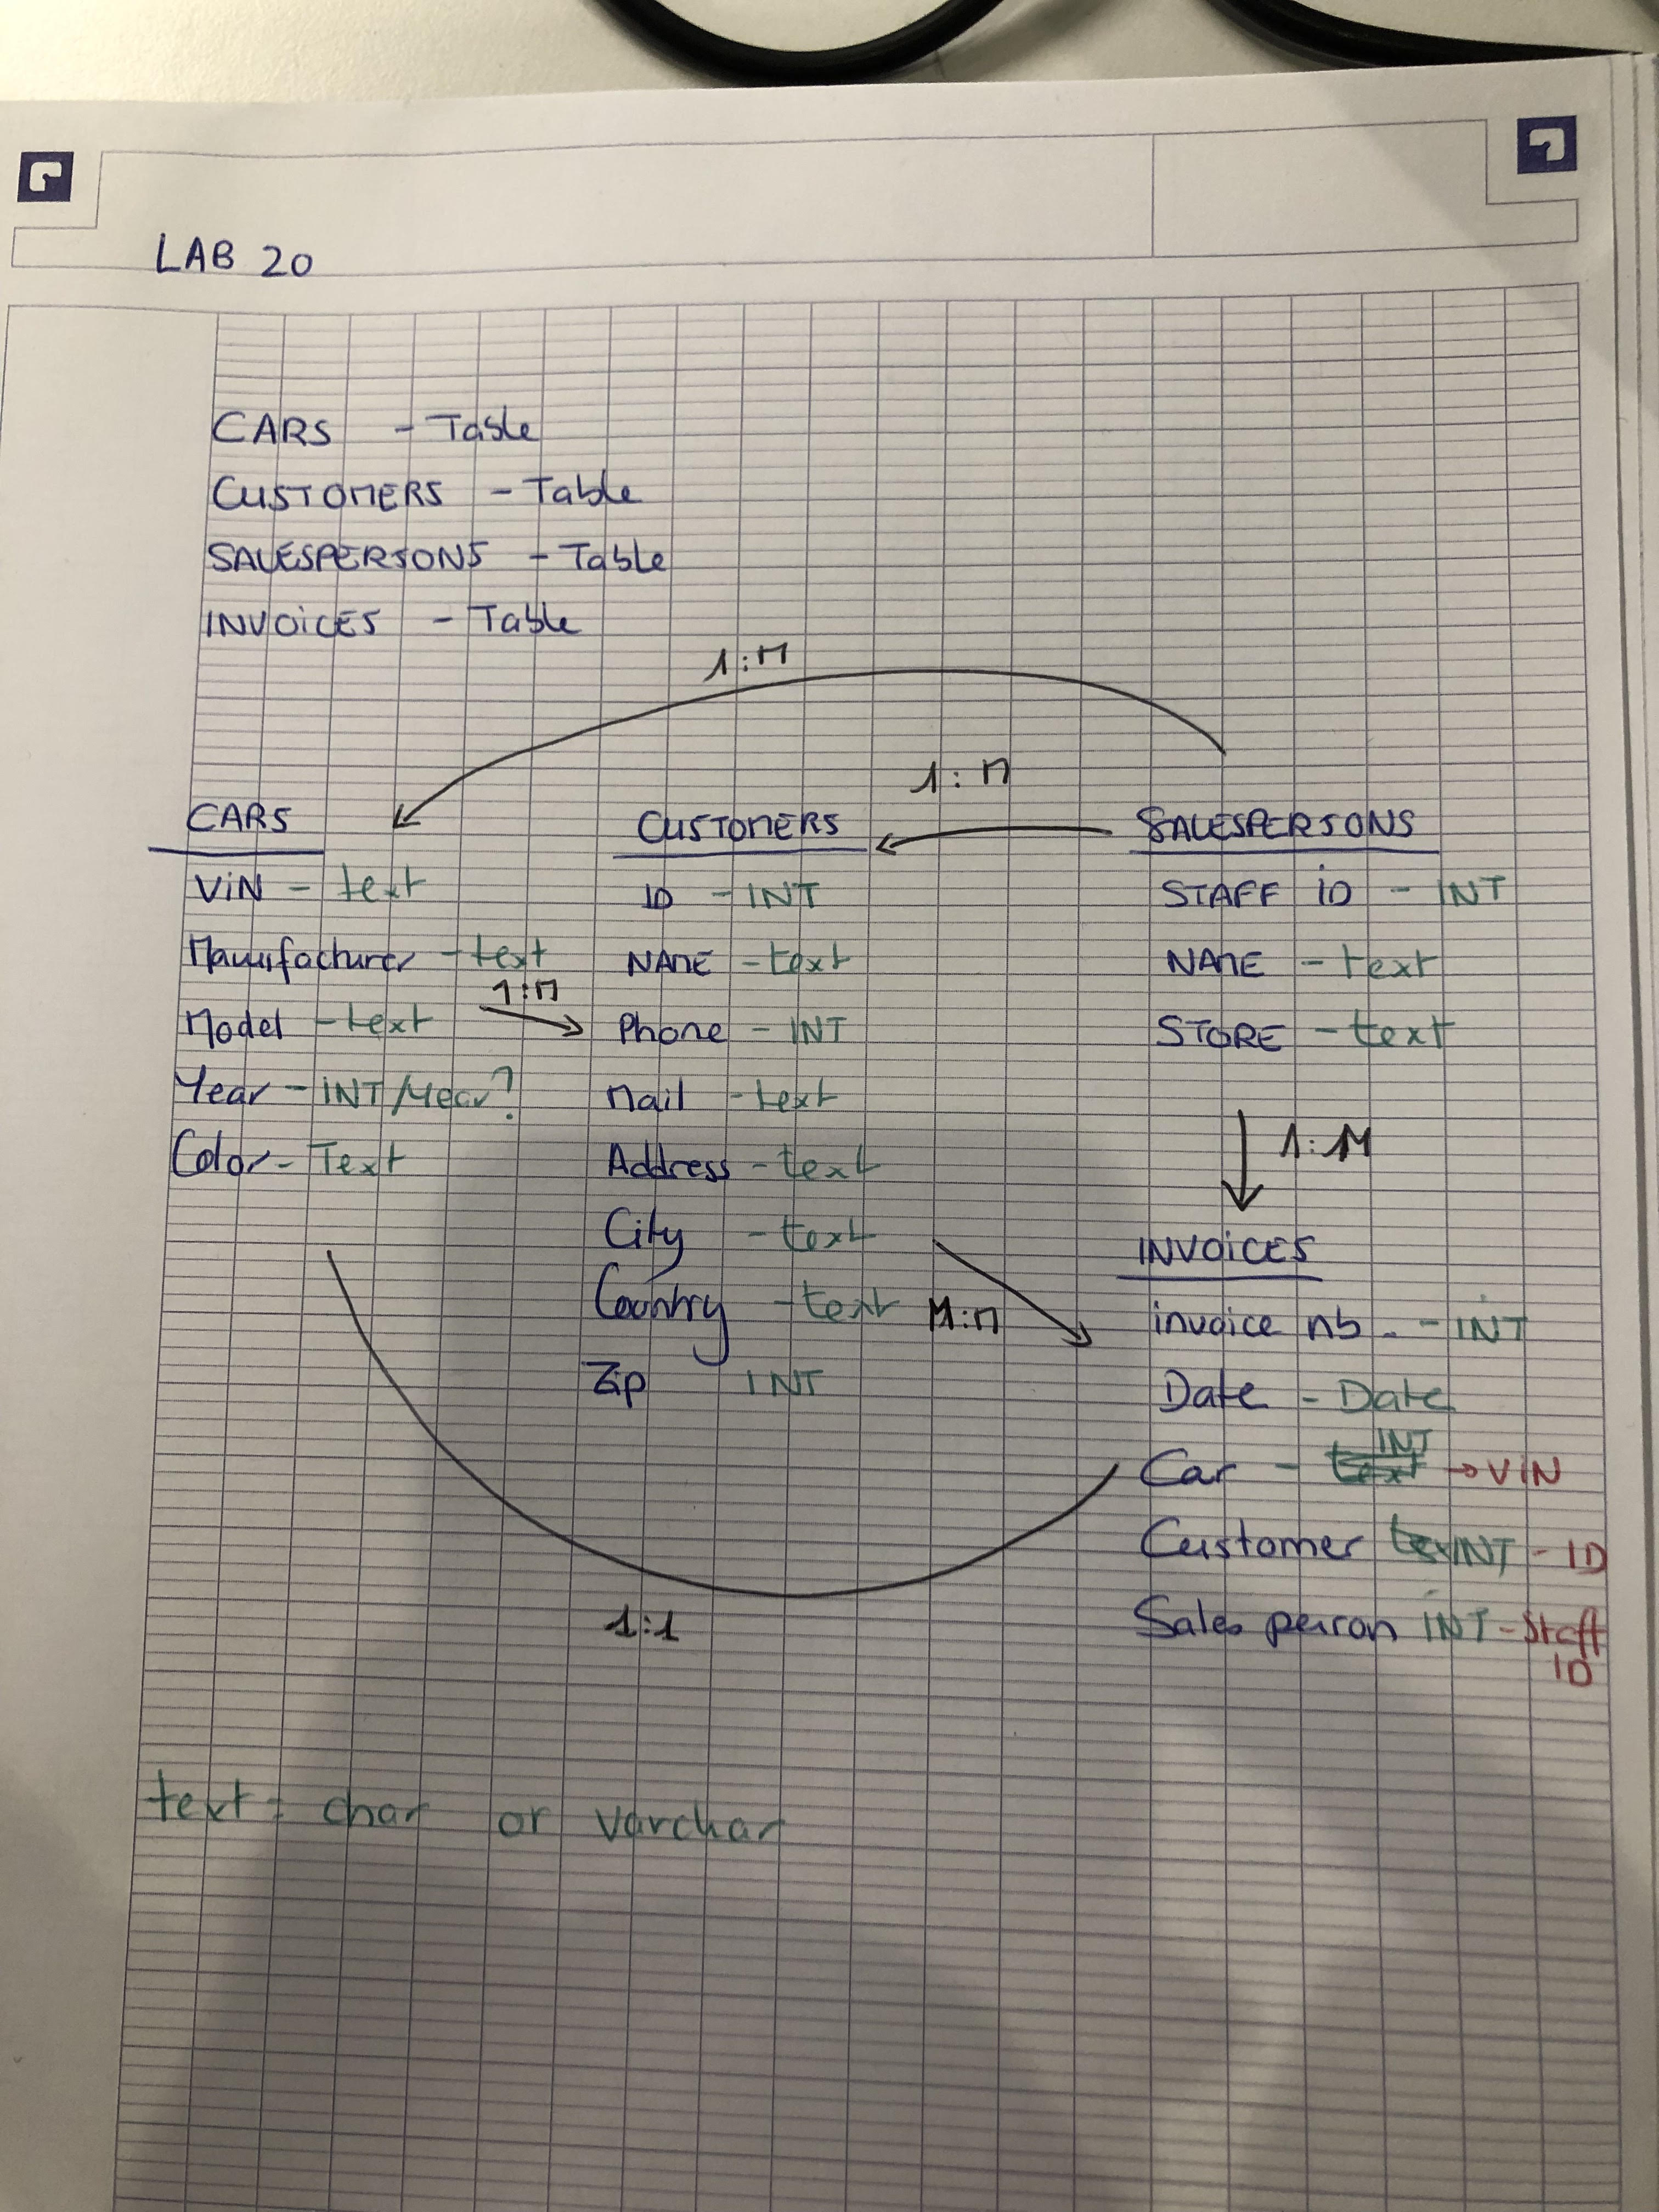 LAB 20
CARS - Table
CUSTOMERS - Table
SALESPERSONS - Table
INVOICES - Table
1:M
1:M
CARS
VIN - text
Manufacturer - text
Model - text
Year - INT/Year?
Color - Text
1:M
CUSTOMERS
ID - INT
NAME - text
Phone - INT
Mail - text
Address - text
City - text
Country - text
Zip INT
SALESPERSONS
STAFF ID - INT
NAME - text
STORE - text
1:M
INVOICES
invoice nb. - INT
Date - Date
Car - text INT → VIN
Customer INT - ID
Sales person INT - Staff
ID
1:1
text = char or varchar